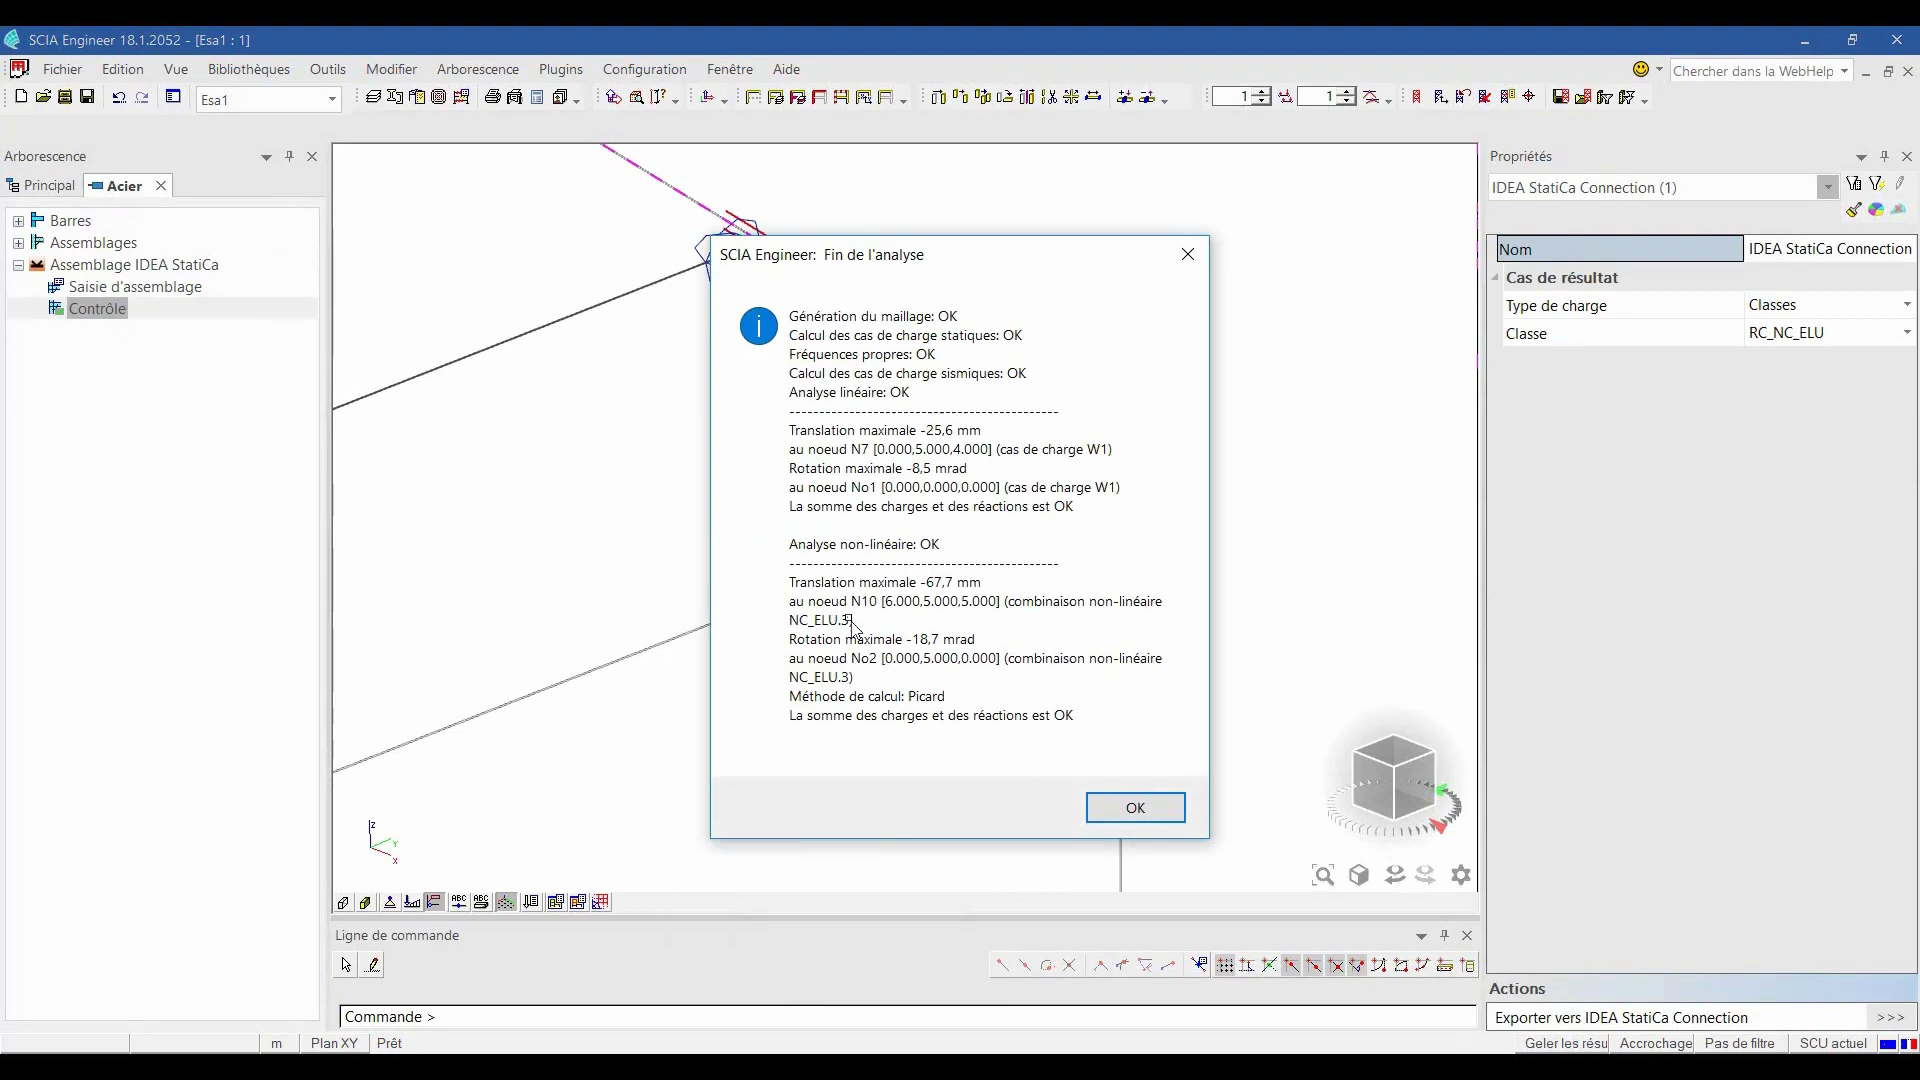 SCIA Engineer 18.1.2052 - [Esa1 : 1]
Fichier Edition Vue Bibliothèques Outils Modifier Arborescence Plugins Configuration Fenêtre Aide
Chercher dans la WebHelp
Esa1
1
1
Arborescence
Principal
Acier
Barres
Assemblages
Assemblage IDEA StatiCa
Saisie d'assemblage
Contrôle
SCIA Engineer: Fin de l'analyse
Génération du maillage: OK
Calcul des cas de charge statiques: OK
Fréquences propres: OK
Calcul des cas de charge sismiques: OK
Analyse linéaire: OK
---------------------------------------------
Translation maximale -25,6 mm
au noeud N7 [0.000,5.000,4.000] (cas de charge W1)
Rotation maximale -8,5 mrad
au noeud No1 [0.000,0.000,0.000] (cas de charge W1)
La somme des charges et des réactions est OK
Analyse non-linéaire: OK
---------------------------------------------
Translation maximale -67,7 mm
au noeud N10 [6.000,5.000,5.000] (combinaison non-linéaire
NC_ELU.3)
Rotation maximale -18,7 mrad
au noeud No2 [0.000,5.000,0.000] (combinaison non-linéaire
NC_ELU.3)
Méthode de calcul: Picard
La somme des charges et des réactions est OK
OK
Z
Y
X
Propriétés
IDEA StatiCa Connection (1)
Nom IDEA StatiCa Connection
Cas de résultat
Type de charge Classes
Classe RC_NC_ELU
Actions
Exporter vers IDEA StatiCa Connection >>>
ABC
ABC
Ligne de commande
Commande >
m Plan XY Prêt
Geler les résu Accrochage Pas de filtre SCU actuel